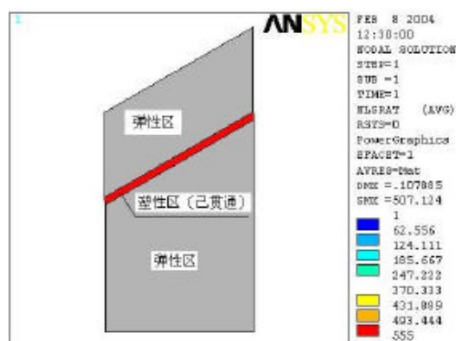 1
ANSYS
弹性区
塑性区（已贯通）
弹性区
FEB 8 2004
12:38:00
NODAL SOLUTION
STEP=1
SUB =1
TIME=1
NLSRAT (AVG)
RSYS=0
PowerGraphics
EFACET=1
AVRES=Mat
DMX =.107885
SMX =507.124
1
62.556
124.111
185.667
247.222
370.333
431.889
493.444
555